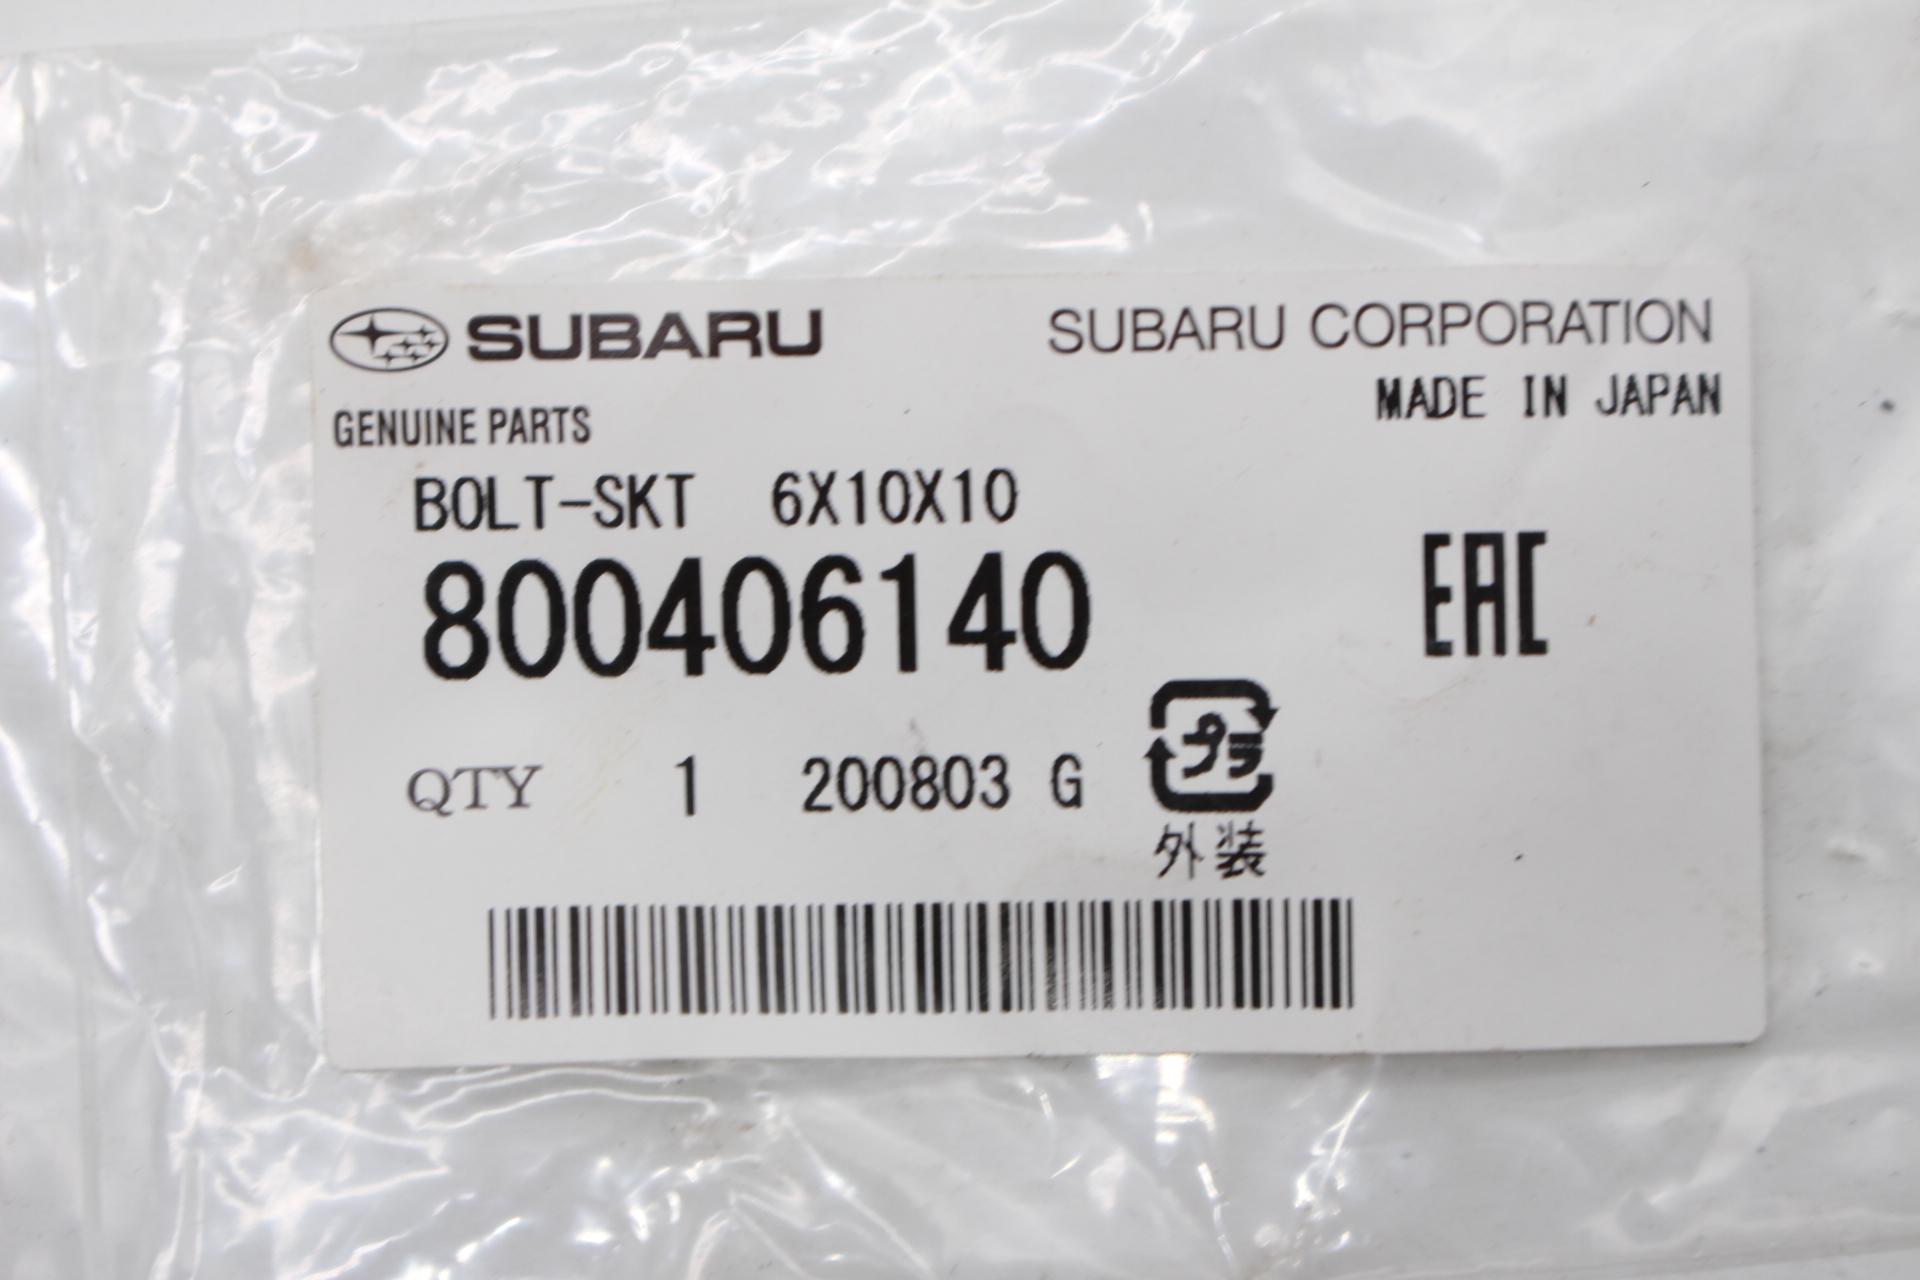 SUBARU SUBARU CORPORATION
GENUINE PARTS MADE IN JAPAN
BOLT-SKT 6X10X10
800406140
EAC
QTY 1 200803 G プラ
外装